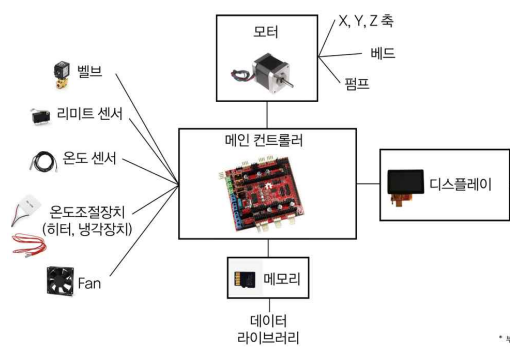 모터
X, Y, Z 축
베드
펌프
벨브
리미트 센서
온도 센서
온도조절장치
(히터, 냉각장치)
Fan
메인 컨트롤러
디스플레이
메모리
데이터
라이브러리
*